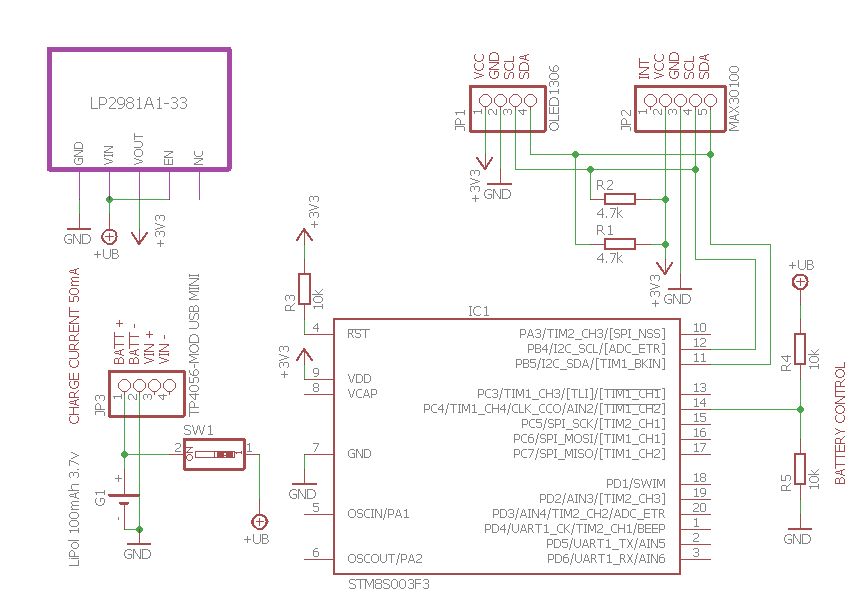 LP2981A1-33
GND
VIN
VOUT
EN
NC
GND
+UB
+3V3
VCC
GND
SCL
SDA
1
2
3
4
JP1
OLED1306
+3V3
GND
INT
VCC
GND
SCL
SDA
1
2
3
4
5
JP2
MAX30100
R2
4.7k
R1
4.7k
+3V3
GND
+3V3
R3
10k
+3V3
CHARGE CURRENT 50mA
BATT +
BATT -
VIN +
VIN -
1
2
3
4
JP3
TP4056-MOD USB MINI
SW1
2
ON
1
1
+UB
LiPol 100mAh 3.7V
G1
+
-
GND
IC1
4 RST
9 VDD
8 VCAP
7 GND
GND
5 OSCIN/PA1
6 OSCOUT/PA2
PA3/TIM2_CH3/[SPI_NSS] 10
PB4/I2C_SCL/[ADC_ETR] 12
PB5/I2C_SDA/[TIM1_BKIN] 11
PC3/TIM1_CH3/[TLI]/[TIM1_CH1] 13
PC4/TIM1_CH4/CLK_CCO/AIN2/[TIM1_CH2] 14
PC5/SPI_SCK/[TIM2_CH1] 15
PC6/SPI_MOSI/[TIM1_CH1] 16
PC7/SPI_MISO/[TIM1_CH2] 17
PD1/SWIM 18
PD2/AIN3/[TIM2_CH3] 19
PD3/AIN4/TIM2_CH2/ADC_ETR 20
PD4/UART1_CK/TIM2_CH1/BEEP 1
PD5/UART1_TX/AIN5 2
PD6/UART1_RX/AIN6 3
STM8S003F3
+UB
R4
10k
R5
10k
GND
BATTERY CONTROL